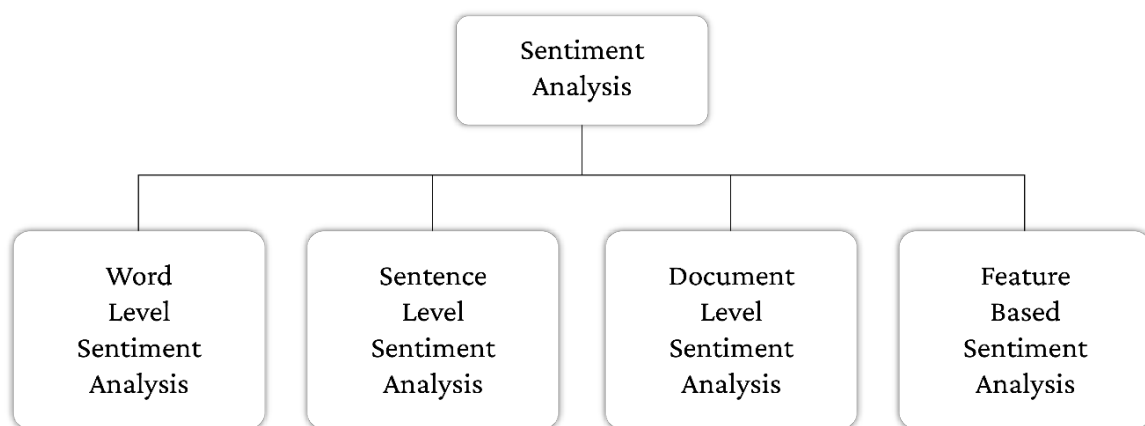 Sentiment
Analysis
Word
Level
Sentiment
Analysis
Sentence
Level
Sentiment
Analysis
Document
Level
Sentiment
Analysis
Feature
Based
Sentiment
Analysis